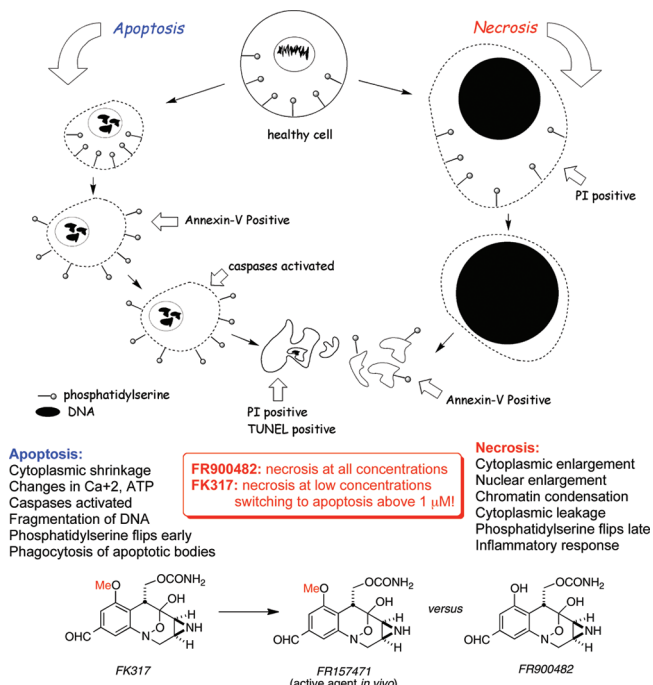 Apoptosis
Necrosis
healthy cell
PI positive
Annexin-V Positive
caspases activated
phosphatidylserine
DNA
PI positive
TUNEL positive
Annexin-V Positive
Apoptosis:
Cytoplasmic shrinkage
Changes in Ca+2, ATP
Caspases activated
Fragmentation of DNA
Phosphatidylserine flips early
Phagocytosis of apoptotic bodies
FR900482: necrosis at all concentrations
FK317: necrosis at low concentrations
switching to apoptosis above 1 μM!
Necrosis:
Cytoplasmic enlargement
Nuclear enlargement
Chromatin condensation
Cytoplasmic leakage
Phosphatidylserine flips late
Inflammatory response
MeO
OCONH2
OH
OHC
N
O
NH
H
H
FK317
MeO
OCONH2
OH
OHC
N
O
NH
H
H
FR157471
(active agent in vivo)
versus
OH
OCONH2
OH
OHC
N
O
NH
H
H
FR900482